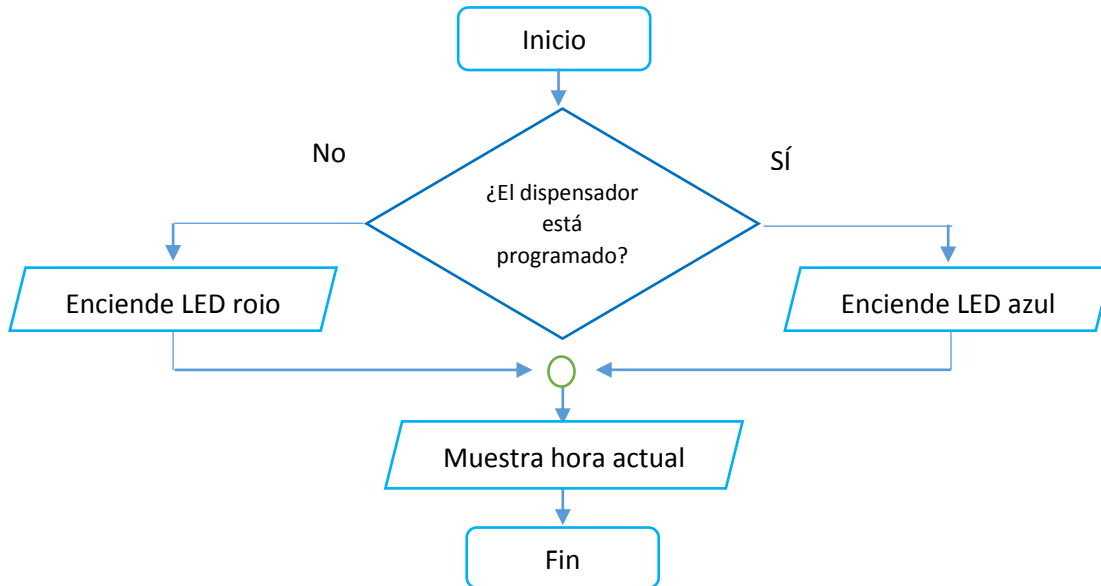 Inicio
No
SÍ
¿El dispensador
está
programado?
Enciende LED rojo
Enciende LED azul
Muestra hora actual
Fin